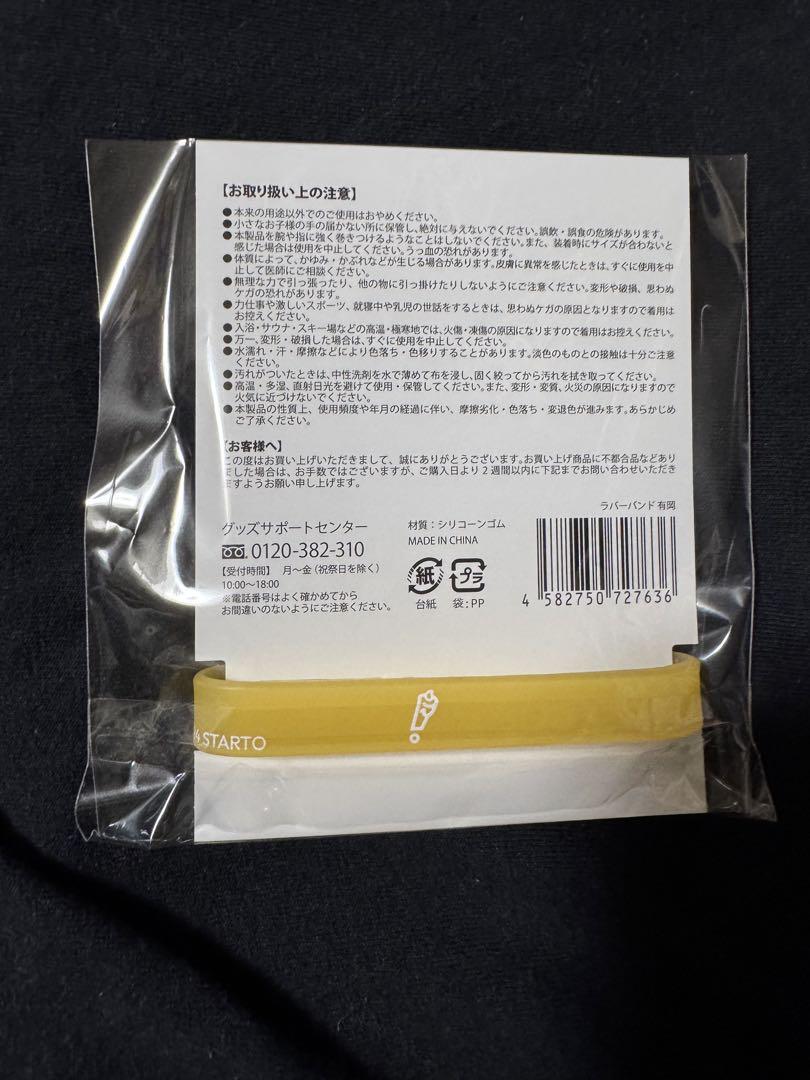 【お取り扱い上の注意】
●本来の用途以外でのご使用はおやめください。
●小さなお子様の手の届かない所に保管し、絶対に与えないでください。誤飲・誤食の危険があります。
●本製品を腕や指に強く巻きつけるようなことはしないでください。また、装着時にサイズが合わないと
感じた場合は使用を中止してください。うっ血の恐れがあります。
●体質によって、かゆみ・かぶれなどが生じる場合があります。皮膚に異常を感じたときは、すぐに使用を中
止して医師にご相談ください。
●無理な力で引っ張ったり、他の物に引っ掛けたりしないようにご注意ください。変形や破損、思わぬ
ケガの恐れがあります。
●力仕事や激しいスポーツ、就寝中や乳児の世話をするときは、思わぬケガの原因となりますので着用は
お控えください。
●入浴・サウナ・スキー場などの高温・極寒地では、火傷・凍傷の原因になりますので着用はお控えください。
●万一、変形・破損した場合は、すぐに使用を中止してください。
●水濡れ・汗・摩擦などにより色落ち・色移りすることがあります。淡色のものとの接触は十分ご注意
ください。
●汚れがついたときは、中性洗剤を水で薄めて布を浸し、固く絞ってから汚れを拭き取ってください。
●高温・多湿、直射日光を避けて使用・保管してください。また、変形・変質、火災の原因になりますので
火気に近づけないでください。
●本製品の性質上、使用頻度や年月の経過に伴い、摩擦劣化・色落ち・変退色が進みます。あらかじめ
ご了承ください。
【お客様へ】
この度はお買い上げいただきまして、誠にありがとうございます。お買い上げ商品に不都合品などあり
ました場合は、お手数ではございますが、ご購入日より2週間以内に下記までお問い合わせいただき
ますようお願い申し上げます。
ラバーバンド 有岡
グッズサポートセンター
0120-382-310
【受付時間】 月〜金（祝祭日を除く）
10:00〜18:00
※電話番号はよく確かめてから
お間違いのないようにご注意ください。
材質：シリコーンゴム
MADE IN CHINA
紙 プラ
台紙 袋：PP
4 582750 727636
STARTO